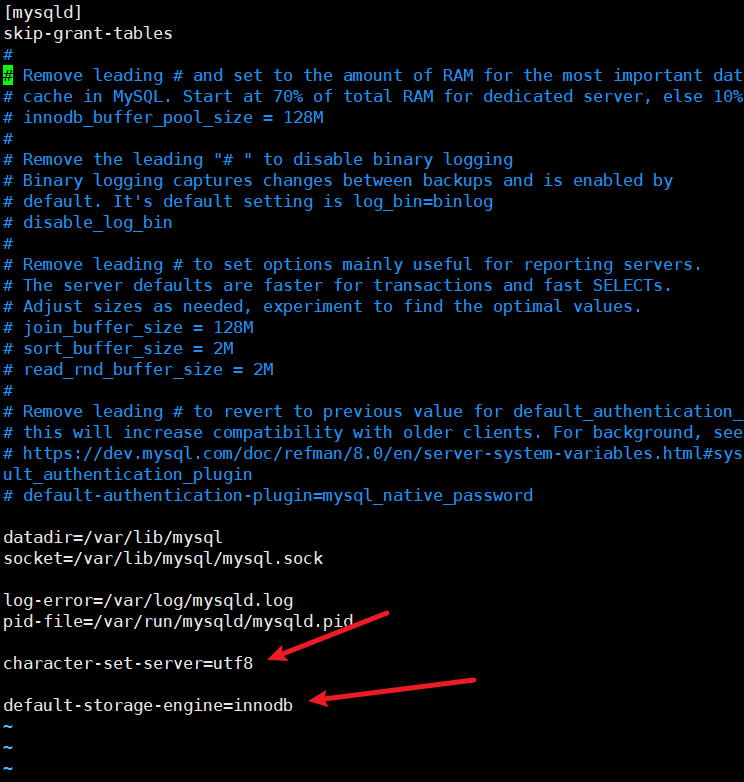 [mysqld]
skip-grant-tables
#
# Remove leading # and set to the amount of RAM for the most important dat
# cache in MySQL. Start at 70% of total RAM for dedicated server, else 10%
# innodb_buffer_pool_size = 128M
#
# Remove the leading "# " to disable binary logging
# Binary logging captures changes between backups and is enabled by
# default. It's default setting is log_bin=binlog
# disable_log_bin
#
# Remove leading # to set options mainly useful for reporting servers.
# The server defaults are faster for transactions and fast SELECTs.
# Adjust sizes as needed, experiment to find the optimal values.
# join_buffer_size = 128M
# sort_buffer_size = 2M
# read_rnd_buffer_size = 2M
#
# Remove leading # to revert to previous value for default_authentication_
# this will increase compatibility with older clients. For background, see
# https://dev.mysql.com/doc/refman/8.0/en/server-system-variables.html#sys
ult_authentication_plugin
# default-authentication-plugin=mysql_native_password
datadir=/var/lib/mysql
socket=/var/lib/mysql/mysql.sock
log-error=/var/log/mysqld.log
pid-file=/var/run/mysqld/mysqld.pid
character-set-server=utf8
default-storage-engine=innodb
~
~
~